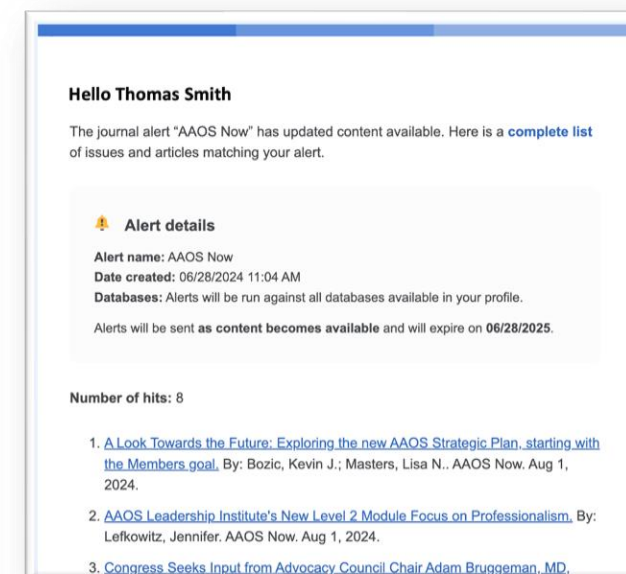 Hello Thomas Smith
The journal alert “AAOS Now” has updated content available. Here is a complete list
of issues and articles matching your alert.
Alert details
Alert name: AAOS Now
Date created: 06/28/2024 11:04 AM
Databases: Alerts will be run against all databases available in your profile.
Alerts will be sent as content becomes available and will expire on 06/28/2025.
Number of hits: 8
1. A Look Towards the Future: Exploring the new AAOS Strategic Plan, starting with
the Members goal. By: Bozic, Kevin J.; Masters, Lisa N.. AAOS Now. Aug 1,
2024.
2. AAOS Leadership Institute's New Level 2 Module Focus on Professionalism. By:
Lefkowitz, Jennifer. AAOS Now. Aug 1, 2024.
3. Congress Seeks Input from Advocacy Council Chair Adam Bruggeman, MD,